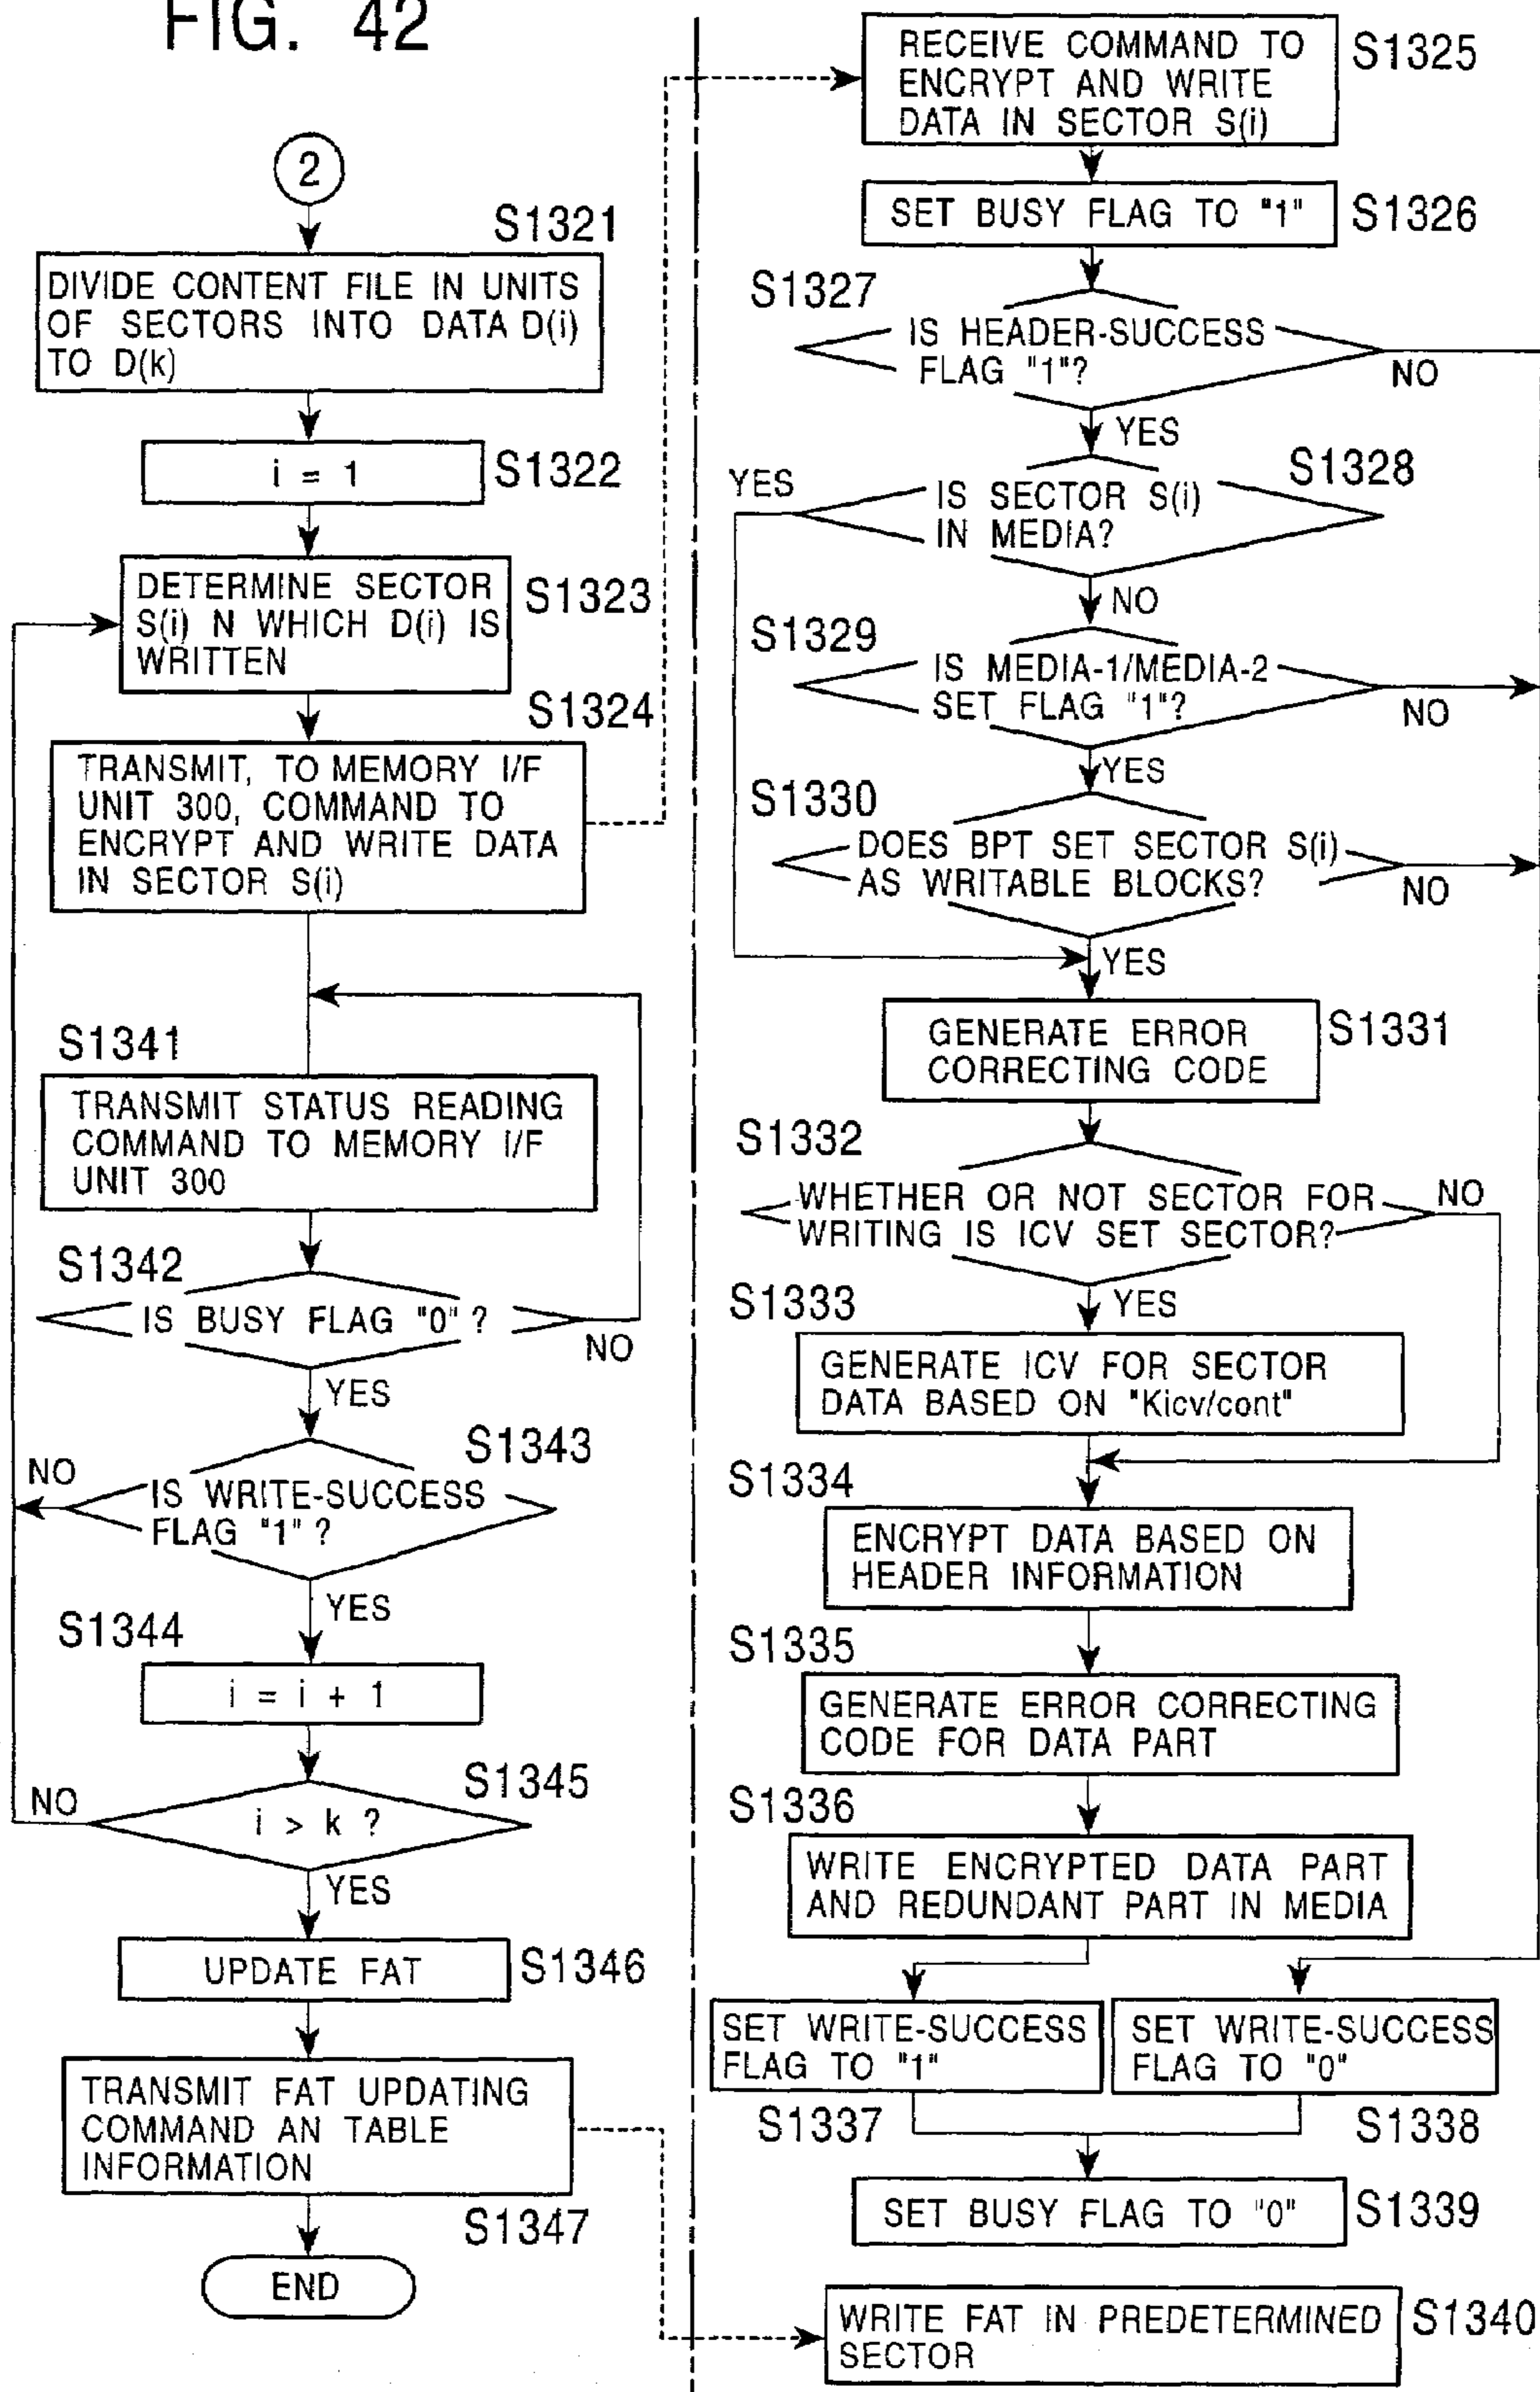 FIG. 42
2
S1321
DIVIDE CONTENT FILE IN UNITS
OF SECTORS INTO DATA D(i)
TO D(k)
i = 1
S1322
DETERMINE SECTOR
S(i) N WHICH D(i) IS
WRITTEN
S1323
S1324
TRANSMIT, TO MEMORY I/F
UNIT 300, COMMAND TO
ENCRYPT AND WRITE DATA
IN SECTOR S(i)
S1341
TRANSMIT STATUS READING
COMMAND TO MEMORY I/F
UNIT 300
S1342
IS BUSY FLAG "0" ?
NO
YES
S1343
NO
IS WRITE-SUCCESS
FLAG "1" ?
YES
S1344
i = i + 1
S1345
NO
i > k ?
YES
UPDATE FAT
S1346
TRANSMIT FAT UPDATING
COMMAND AN TABLE
INFORMATION
S1347
END
RECEIVE COMMAND TO
ENCRYPT AND WRITE
DATA IN SECTOR S(i)
S1325
SET BUSY FLAG TO "1"
S1326
S1327
IS HEADER-SUCCESS
FLAG "1"?
NO
YES
S1328
YES
IS SECTOR S(i)
IN MEDIA?
NO
S1329
IS MEDIA-1/MEDIA-2
SET FLAG "1"?
NO
YES
S1330
DOES BPT SET SECTOR S(i)
AS WRITABLE BLOCKS?
NO
YES
GENERATE ERROR
CORRECTING CODE
S1331
S1332
WHETHER OR NOT SECTOR FOR
WRITING IS ICV SET SECTOR?
NO
YES
S1333
GENERATE ICV FOR SECTOR
DATA BASED ON "Kicv/cont"
S1334
ENCRYPT DATA BASED ON
HEADER INFORMATION
S1335
GENERATE ERROR CORRECTING
CODE FOR DATA PART
S1336
WRITE ENCRYPTED DATA PART
AND REDUNDANT PART IN MEDIA
SET WRITE-SUCCESS
FLAG TO "1"
S1337
SET WRITE-SUCCESS
FLAG TO "0"
S1338
SET BUSY FLAG TO "0"
S1339
WRITE FAT IN PREDETERMINED
SECTOR
S1340